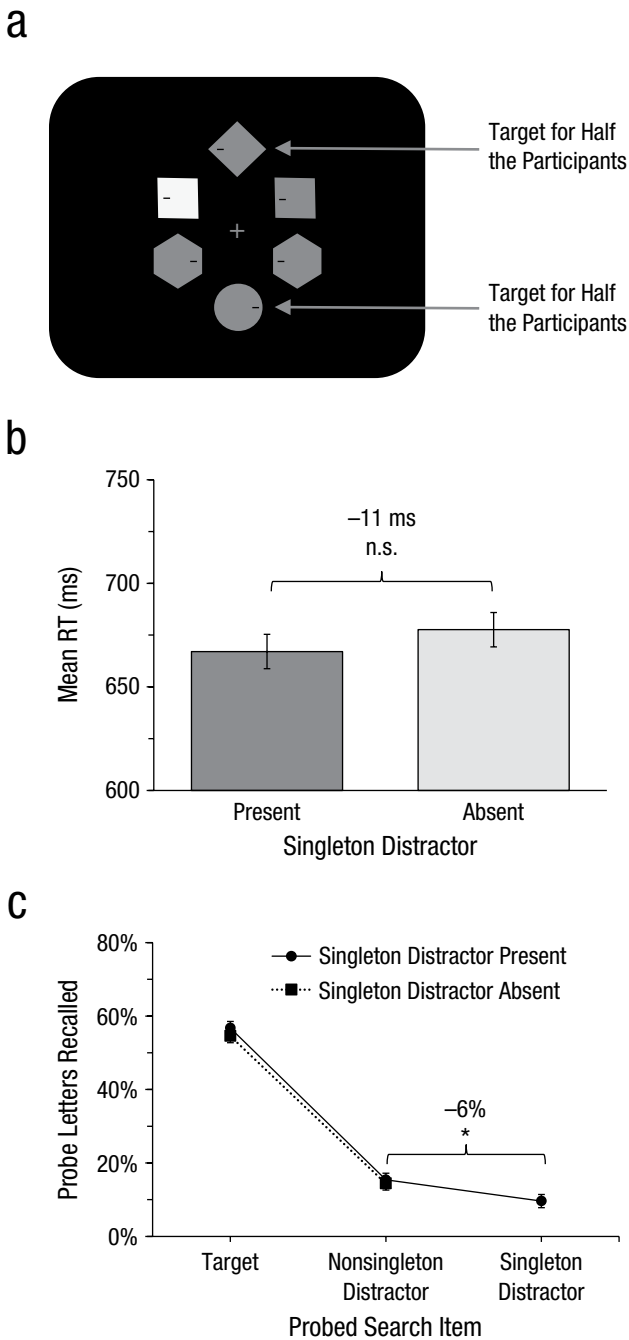 a
Target for Half
the Participants
+
Target for Half
the Participants
b
750
–11 ms
n.s.
700
Mean RT (ms)
650
600
Present
Absent
Singleton Distractor
c
80%
Singleton Distractor Present
Singleton Distractor Absent
60%
Probe Letters Recalled
40%
–6%
*
20%
0%
Target
Nonsingleton
Distractor
Singleton
Distractor
Probed Search Item